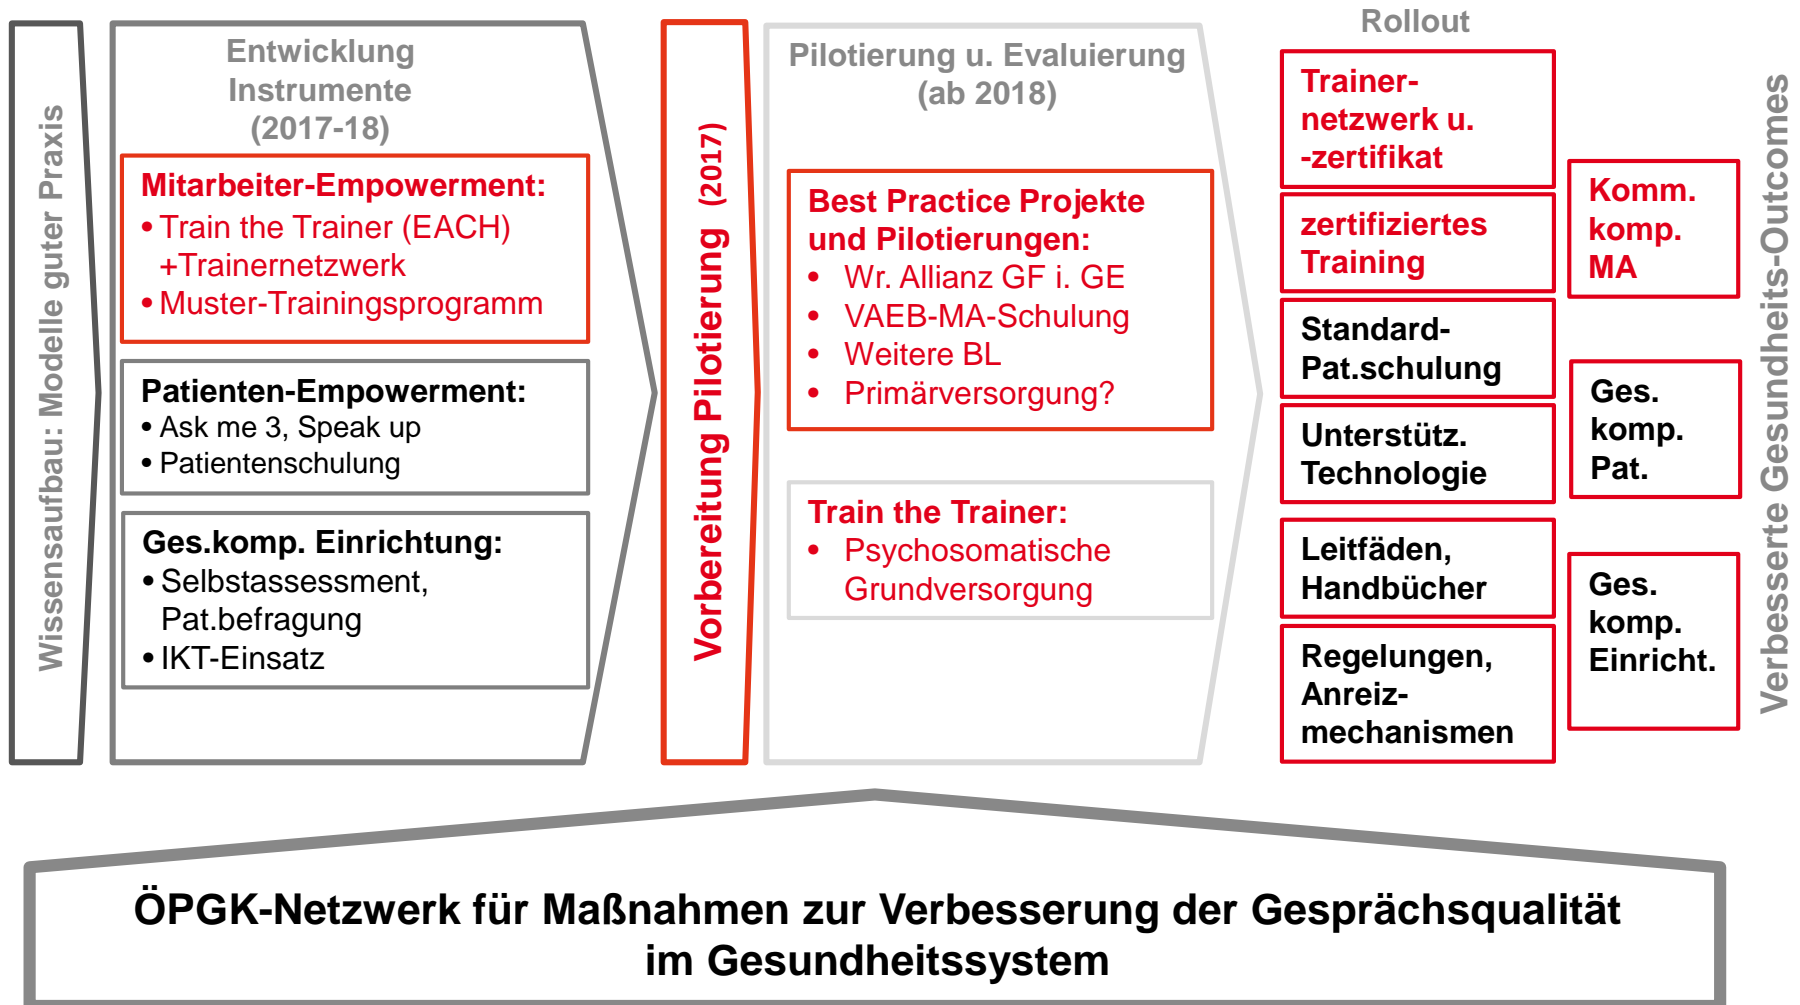 Wissensaufbau: Modelle guter Praxis
Entwicklung
Instrumente
(2017-18)
Mitarbeiter-Empowerment:
• Train the Trainer (EACH)
+Trainernetzwerk
• Muster-Trainingsprogramm
Patienten-Empowerment:
• Ask me 3, Speak up
• Patientenschulung
Ges.komp. Einrichtung:
• Selbstassessment,
Pat.befragung
• IKT-Einsatz
Vorbereitung Pilotierung (2017)
Pilotierung u. Evaluierung
(ab 2018)
Best Practice Projekte
und Pilotierungen:
• Wr. Allianz GF i. GE
• VAEB-MA-Schulung
• Weitere BL
• Primärversorgung?
Train the Trainer:
• Psychosomatische
Grundversorgung
Rollout
Trainer-
netzwerk u.
-zertifikat
zertifiziertes
Training
Standard-
Pat.schulung
Unterstütz.
Technologie
Leitfäden,
Handbücher
Regelungen,
Anreiz-
mechanismen
Komm.
komp.
MA
Ges.
komp.
Pat.
Ges.
komp.
Einricht.
Verbesserte Gesundheits-Outcomes
ÖPGK-Netzwerk für Maßnahmen zur Verbesserung der Gesprächsqualität
im Gesundheitssystem